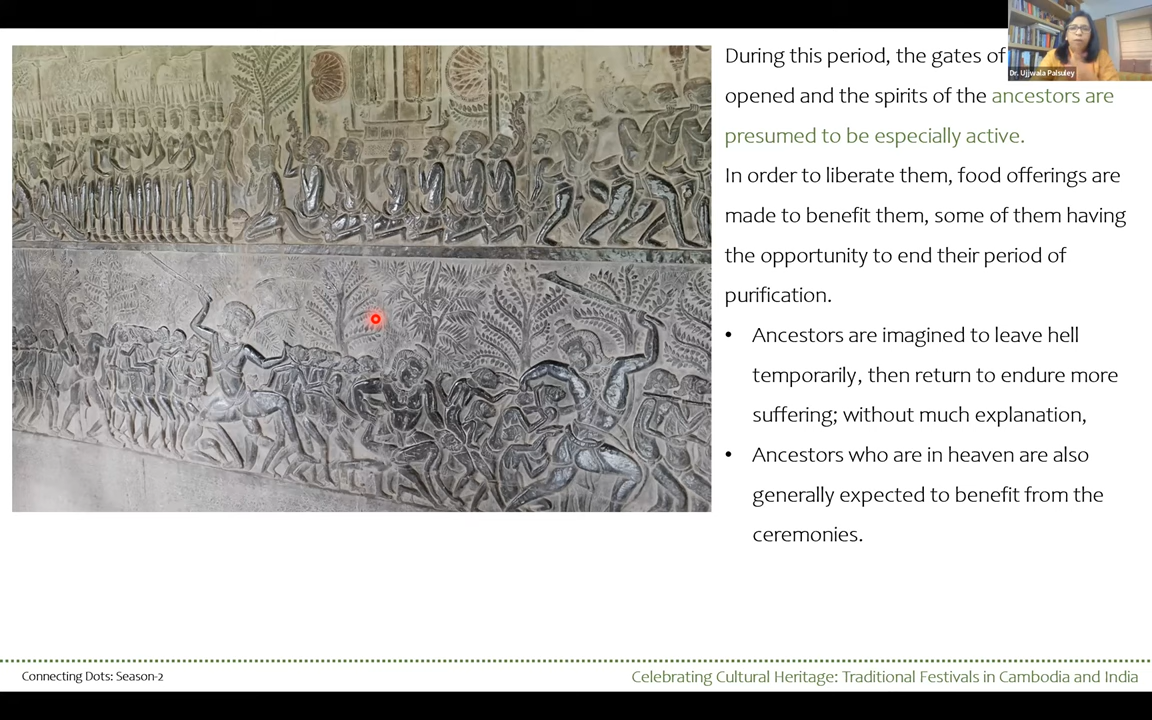 During this period, the gates of
opened and the spirits of the ancestors are
presumed to be especially active.
In order to liberate them, food offerings are
made to benefit them, some of them having
the opportunity to end their period of
purification.
• Ancestors are imagined to leave hell
temporarily, then return to endure more
suffering; without much explanation,
• Ancestors who are in heaven are also
generally expected to benefit from the
ceremonies.
Dr. Ujjwala Palsuley
Connecting Dots: Season-2
Celebrating Cultural Heritage: Traditional Festivals in Cambodia and India